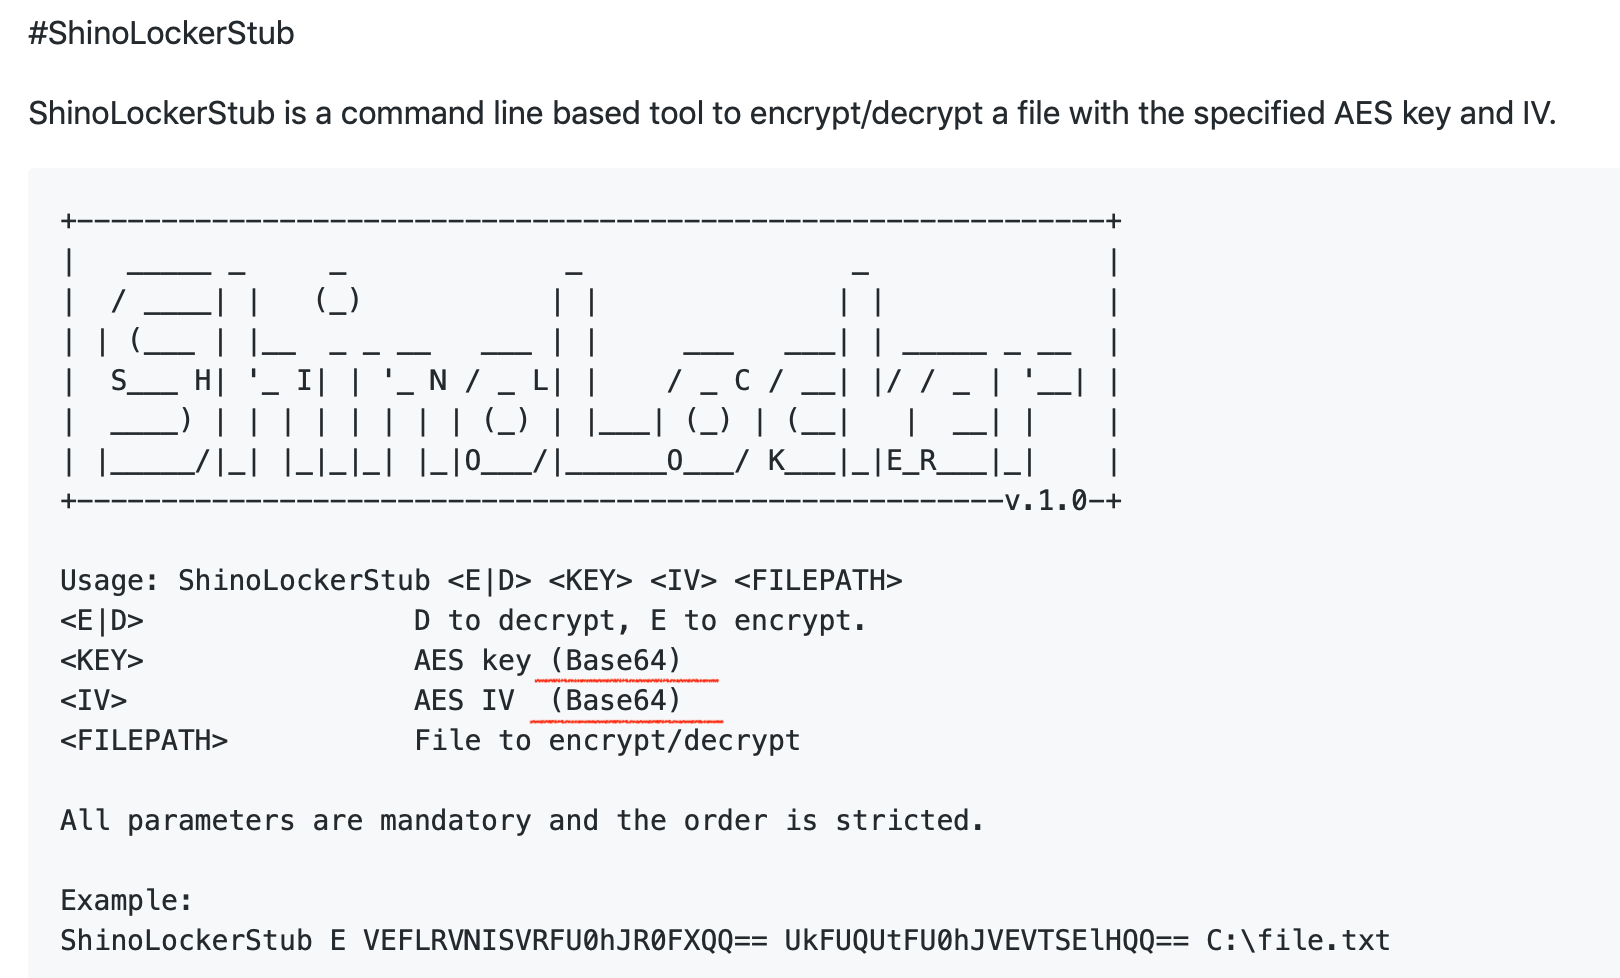 #ShinoLockerStub
ShinoLockerStub is a command line based tool to encrypt/decrypt a file with the specified AES key and IV.
+-------------------------------------------------------------+
|   _____ _     _             _                _              |
|  / ____| |   (_)           | |              | |             |
| | (___ | |__  _ _ __   ___ | |     ___   ___| | _____ _ __  |
|  S___ H| '_ I| | '_ N / _ L| |    / _ C / __| |/ / _ | '__| |
|  ____) | | | | | | | | (_) | |___| (_) | (__|   |  __| |    |
| |_____/|_| |_|_|_| |_|O___/|______O___/ K___|_|E_R___|_|    |
+-------------------------------------------------------v.1.0-+
Usage: ShinoLockerStub <E|D> <KEY> <IV> <FILEPATH>
<E|D>                D to decrypt, E to encrypt.
<KEY>                AES key (Base64)
<IV>                 AES IV  (Base64)
<FILEPATH>           File to encrypt/decrypt
All parameters are mandatory and the order is stricted.
Example:
ShinoLockerStub E VEFLRVNISVRFU0hJR0FXQQ== UkFUQUtFU0hJVEVTSElHQQ== C:\file.txt